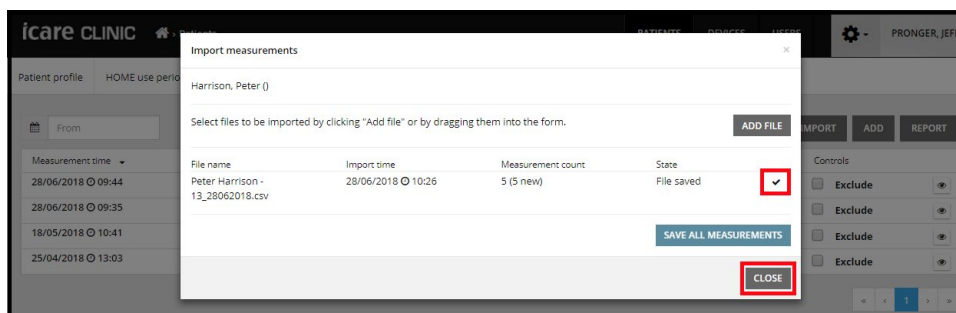 icare CLINIC
Patients
PATIENTS DEVICES USERS
PRONGER, JEF
Import measurements ×
Patient profile HOME use perio
Harrison, Peter ()
Select files to be imported by clicking "Add file" or by dragging them into the form.
ADD FILE
From
IMPORT ADD REPORT
Measurement time
Controls
File name Import time Measurement count State
28/06/2018 09:44
Peter Harrison - 28/06/2018 10:26 5 (5 new) File saved
13_28062018.csv
Exclude
28/06/2018 09:35
Exclude
18/05/2018 10:41
SAVE ALL MEASUREMENTS
Exclude
25/04/2018 13:03
Exclude
CLOSE
« ‹ 1 › »